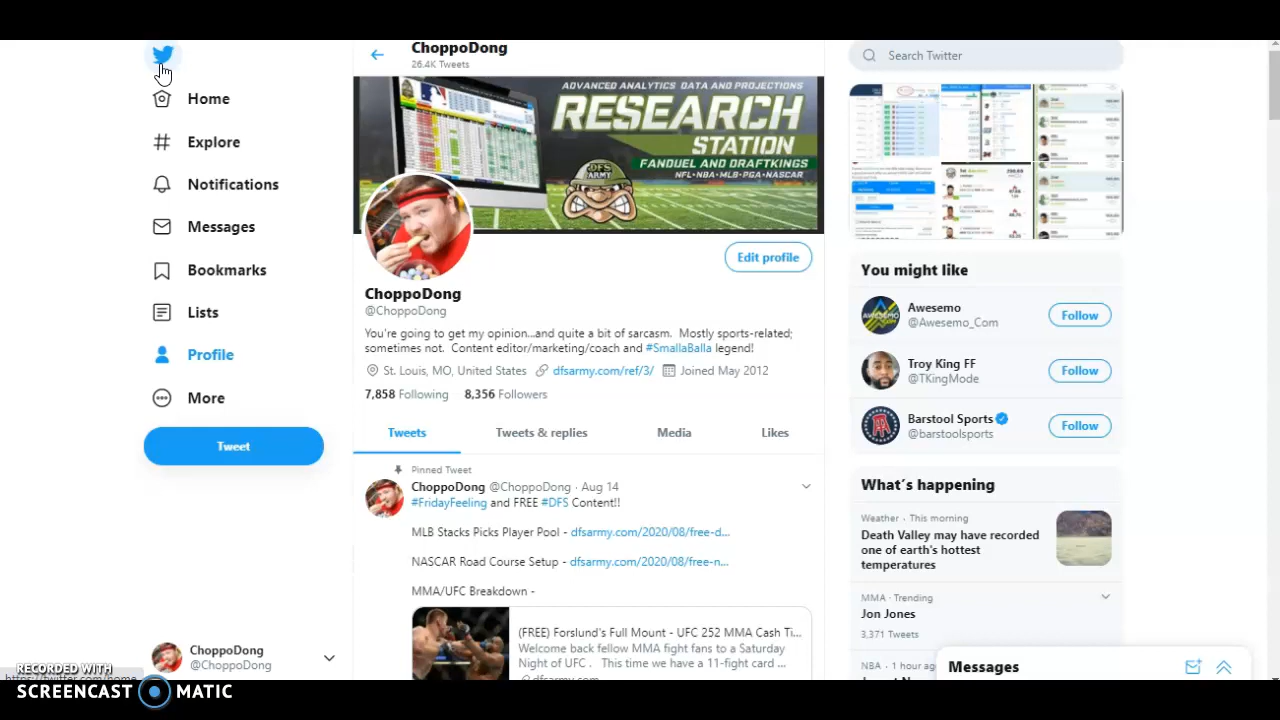 Home
Explore
Notifications
Messages
Bookmarks
Lists
Profile
More
Tweet
ChoppoDong
@ChoppoDong
https://twitter.com/home
RECORDED WITH
SCREENCAST MATIC
ChoppoDong
26.4K Tweets
ADVANCED ANALYTICS DATA AND PROJECTIONS
RESEARCH
STATION
FANDUEL AND DRAFTKINGS
NFL•NBA•MLB•PGA•NASCAR
DFS
ARMY
Edit profile
ChoppoDong
@ChoppoDong
You're going to get my opinion...and quite a bit of sarcasm. Mostly sports-related;
sometimes not. Content editor/marketing/coach and #SmallaBalla legend!
St. Louis, MO, United States dfsarmy.com/ref/3/ Joined May 2012
7,858 Following 8,356 Followers
Tweets Tweets & replies Media Likes
Pinned Tweet
ChoppoDong @ChoppoDong · Aug 14
#FridayFeeling and FREE #DFS Content!!
MLB Stacks Picks Player Pool - dfsarmy.com/2020/08/free-d...
NASCAR Road Course Setup - dfsarmy.com/2020/08/free-n...
MMA/UFC Breakdown -
(FREE) Forslund's Full Mount - UFC 252 MMA Cash Ti...
Welcome back fellow MMA fight fans to a Saturday
Night of UFC . This time we have a 11-fight card ...
dfsarmy.com
Search Twitter
You might like
Awesemo
@Awesemo_Com
Follow
Troy King FF
@TKingMode
Follow
Barstool Sports
@barstoolsports
Follow
What's happening
Weather · This morning
Death Valley may have recorded
one of earth's hottest
temperatures
MMA · Trending
Jon Jones
3,371 Tweets
NBA · 1 hour ag
Messages